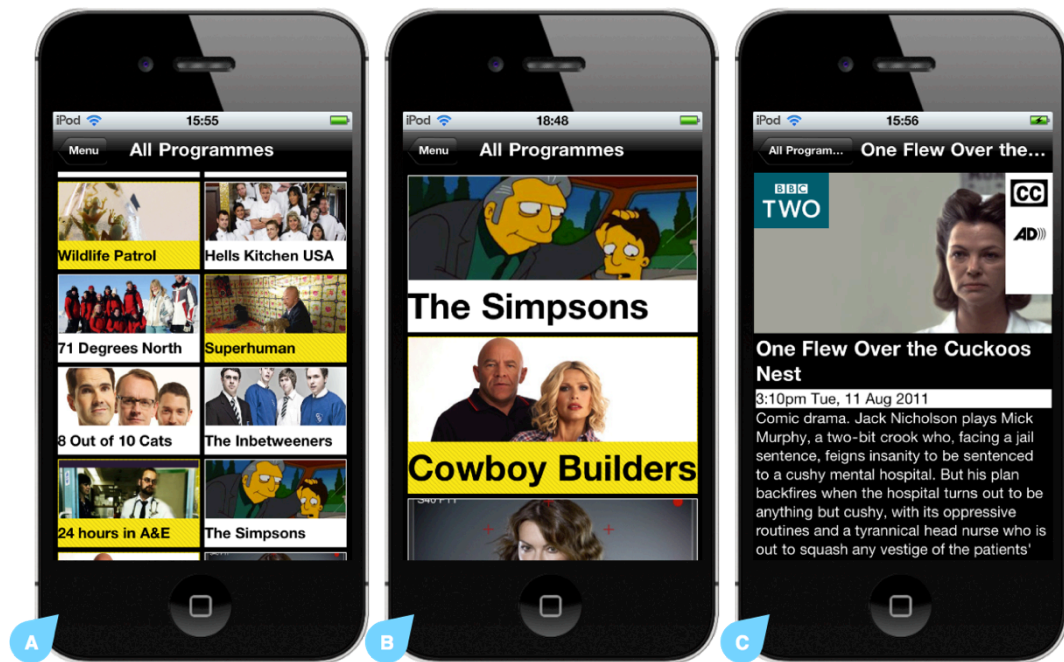 iPod 15:55
Menu All Programmes
Wildlife Patrol
Hells Kitchen USA
71 Degrees North
Superhuman
8 Out of 10 Cats
The Inbetweeners
24 hours in A&E
The Simpsons
A
iPod 18:48
Menu All Programmes
The Simpsons
Cowboy Builders
B
iPod 15:56
All Program... One Flew Over the...
BBC
TWO
CC
AD
One Flew Over the Cuckoos
Nest
3:10pm Tue, 11 Aug 2011
Comic drama. Jack Nicholson plays Mick
Murphy, a two-bit crook who, facing a jail
sentence, feigns insanity to be sentenced
to a cushy mental hospital. But his plan
backfires when the hospital turns out to be
anything but cushy, with its oppressive
routines and a tyrannical head nurse who is
out to squash any vestige of the patients'
C